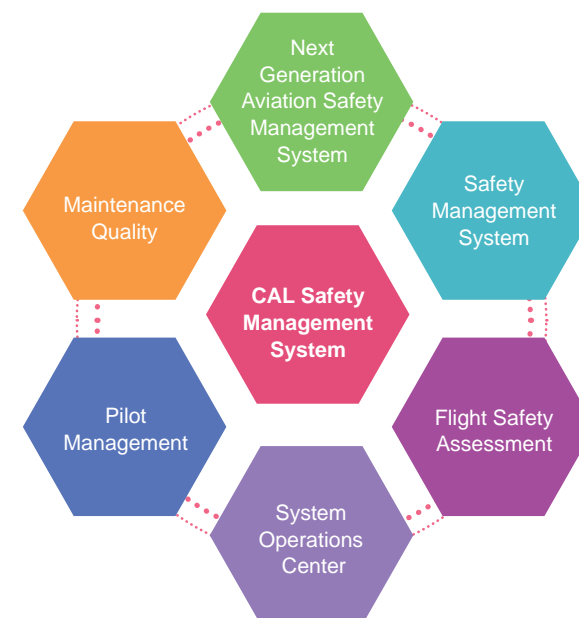 Next
Generation
Aviation Safety
Management
System
Maintenance
Quality
Safety
Management
System
CAL Safety
Management
System
Pilot
Management
Flight Safety
Assessment
System
Operations
Center